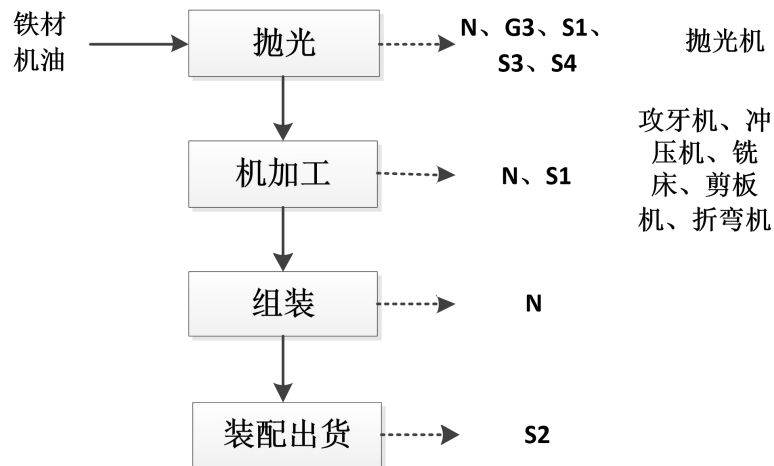 铁材
机油
抛光
N、G3、S1、
S3、S4
抛光机
机加工
N、S1
攻牙机、冲
压机、铣
床、剪板
机、折弯机
组装
N
装配出货
S2